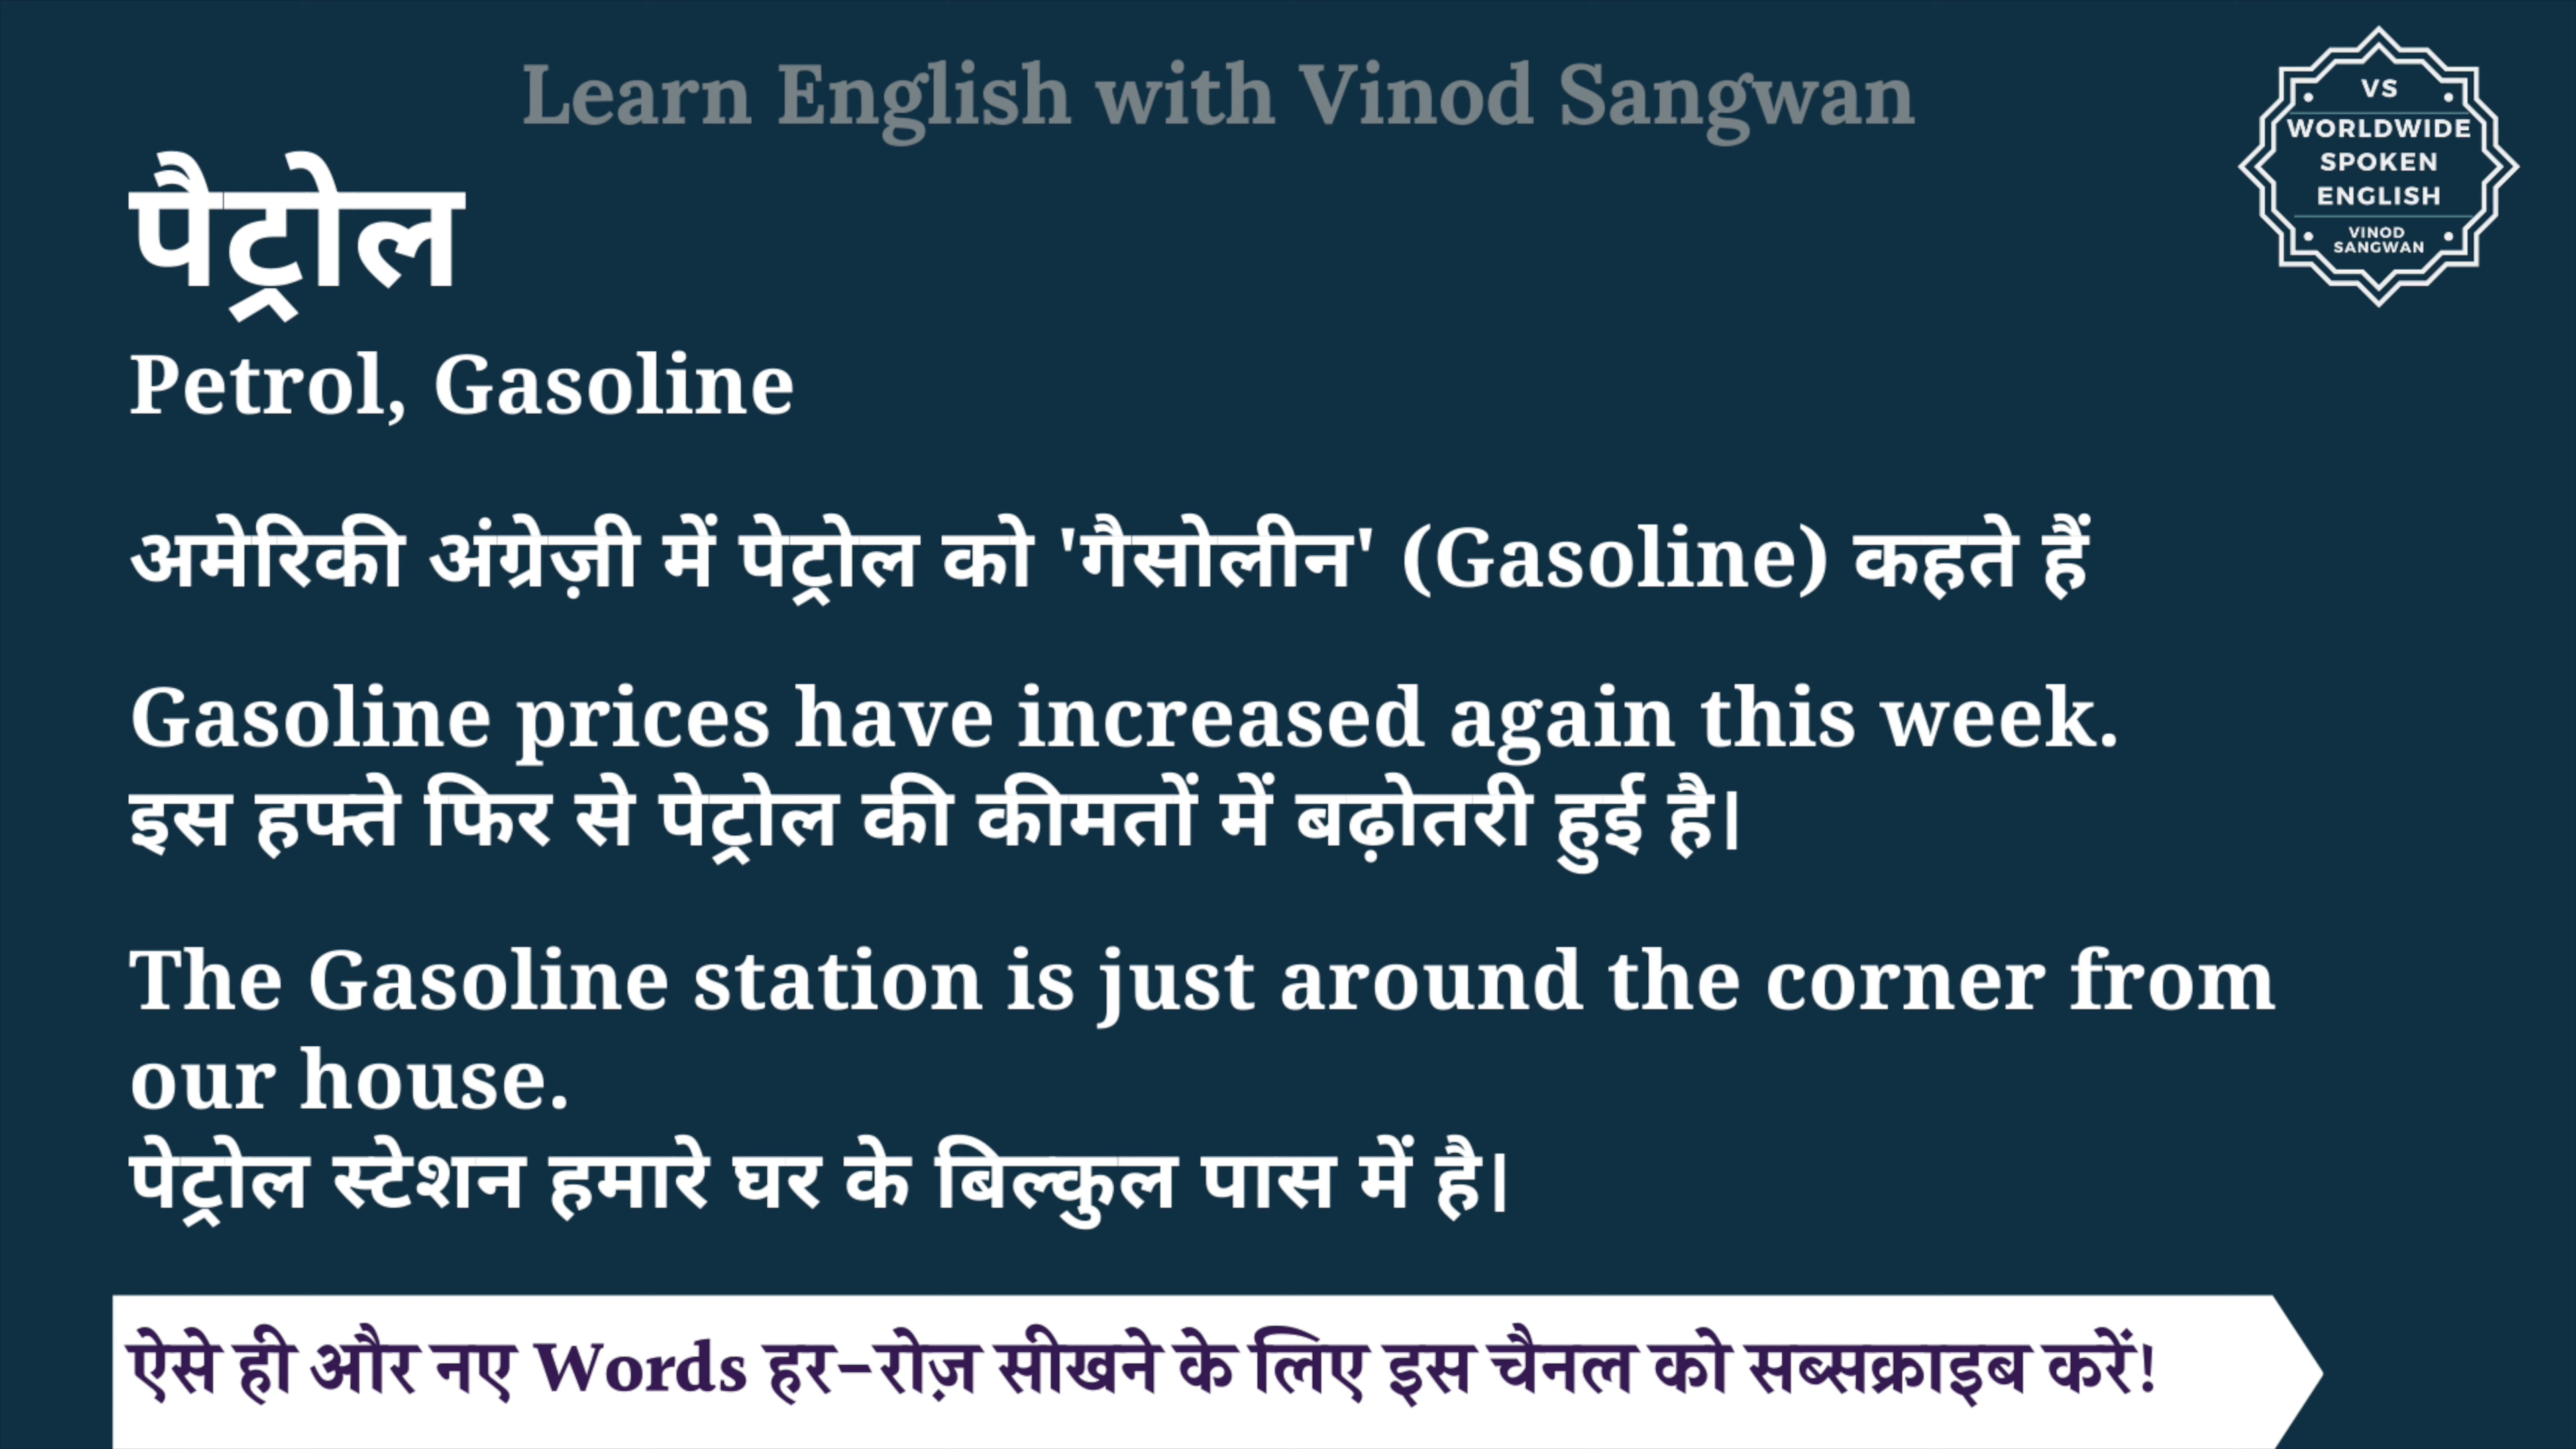 Learn English with Vinod Sangwan
VS
WORLDWIDE
SPOKEN
ENGLISH
VINOD
SANGWAN
पैट्रोल
Petrol, Gasoline
अमेरिकी अंग्रेज़ी में पेट्रोल को 'गैसोलीन' (Gasoline) कहते हैं
Gasoline prices have increased again this week.
इस हफ्ते फिर से पेट्रोल की कीमतों में बढ़ोतरी हुई है।
The Gasoline station is just around the corner from
our house.
पेट्रोल स्टेशन हमारे घर के बिल्कुल पास में है।
ऐसे ही और नए Words हर-रोज़ सीखने के लिए इस चैनल को सब्सक्राइब करें!